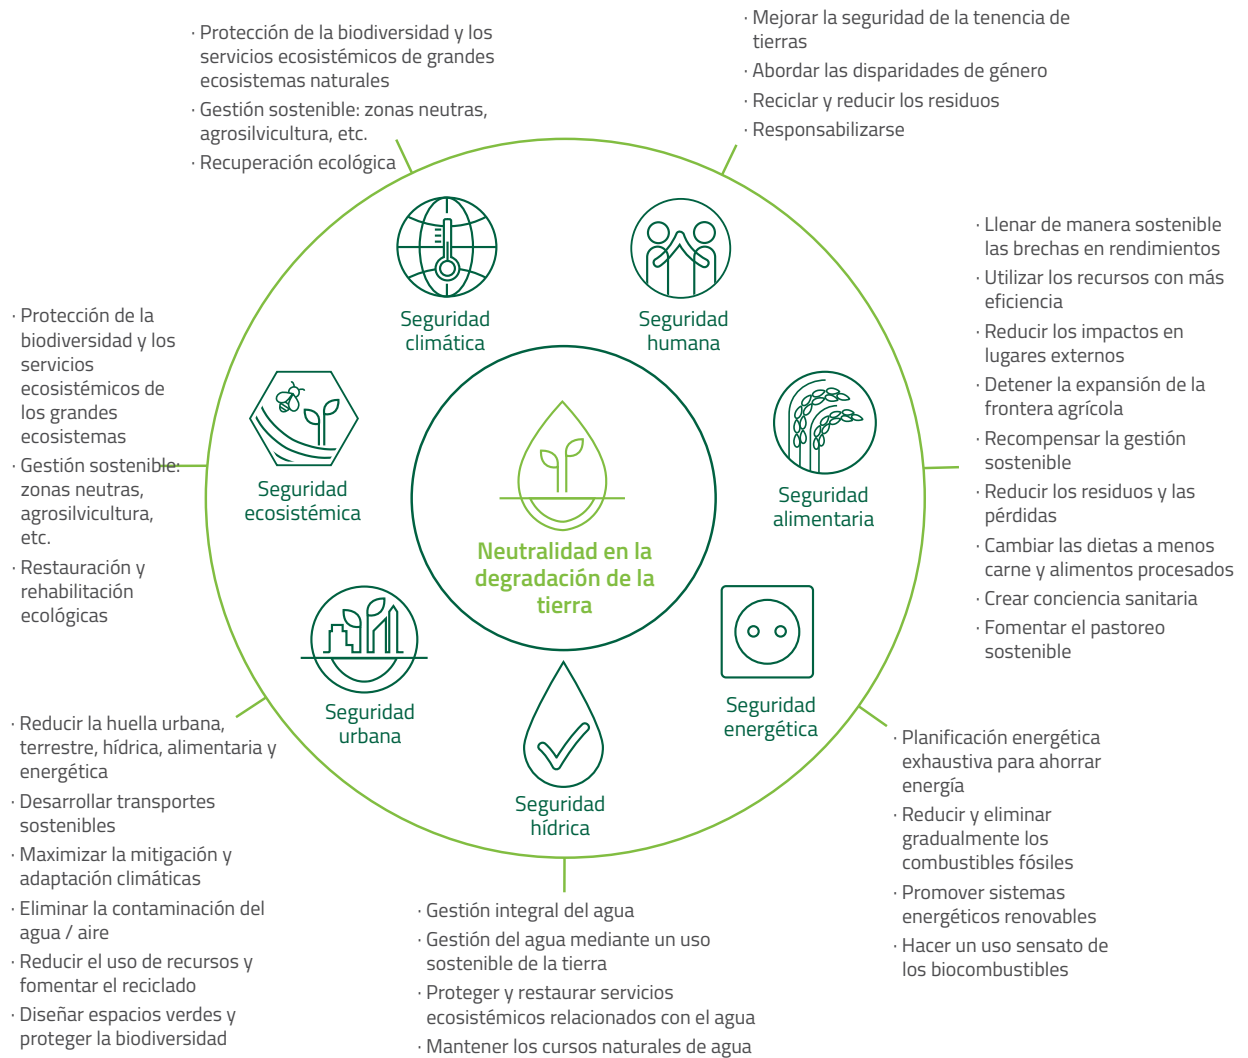 · Protección de la biodiversidad y los
servicios ecosistémicos de grandes
ecosistemas naturales
· Gestión sostenible: zonas neutras,
agrosilvicultura, etc.
· Recuperación ecológica
· Mejorar la seguridad de la tenencia de
tierras
· Abordar las disparidades de género
· Reciclar y reducir los residuos
· Responsabilizarse
Seguridad
climática
Seguridad
humana
· Protección de la
biodiversidad y los
servicios
ecosistémicos de
los grandes
ecosistemas
· Gestión sostenible:
zonas neutras,
agrosilvicultura,
etc.
· Restauración y
rehabilitación
ecológicas
Seguridad
ecosistémica
Neutralidad en la
degradación de la
tierra
Seguridad
alimentaria
· Llenar de manera sostenible
las brechas en rendimientos
· Utilizar los recursos con más
eficiencia
· Reducir los impactos en
lugares externos
· Detener la expansión de la
frontera agrícola
· Recompensar la gestión
sostenible
· Reducir los residuos y las
pérdidas
· Cambiar las dietas a menos
carne y alimentos procesados
· Crear conciencia sanitaria
· Fomentar el pastoreo
sostenible
Seguridad
urbana
Seguridad
hídrica
Seguridad
energética
· Reducir la huella urbana,
terrestre, hídrica, alimentaria y
energética
· Desarrollar transportes
sostenibles
· Maximizar la mitigación y
adaptación climáticas
· Eliminar la contaminación del
agua / aire
· Reducir el uso de recursos y
fomentar el reciclado
· Diseñar espacios verdes y
proteger la biodiversidad
· Gestión integral del agua
· Gestión del agua mediante un uso
sostenible de la tierra
· Proteger y restaurar servicios
ecosistémicos relacionados con el agua
· Mantener los cursos naturales de agua
· Planificación energética
exhaustiva para ahorrar
energía
· Reducir y eliminar
gradualmente los
combustibles fósiles
· Promover sistemas
energéticos renovables
· Hacer un uso sensato de
los biocombustibles